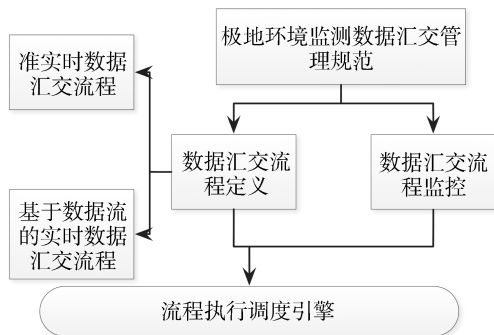 极地环境监测数据汇交管
理规范
准实时数据
汇交流程
数据汇交流
程定义
数据汇交流
程监控
基于数据流
的实时数据
汇交流程
流程执行调度引擎